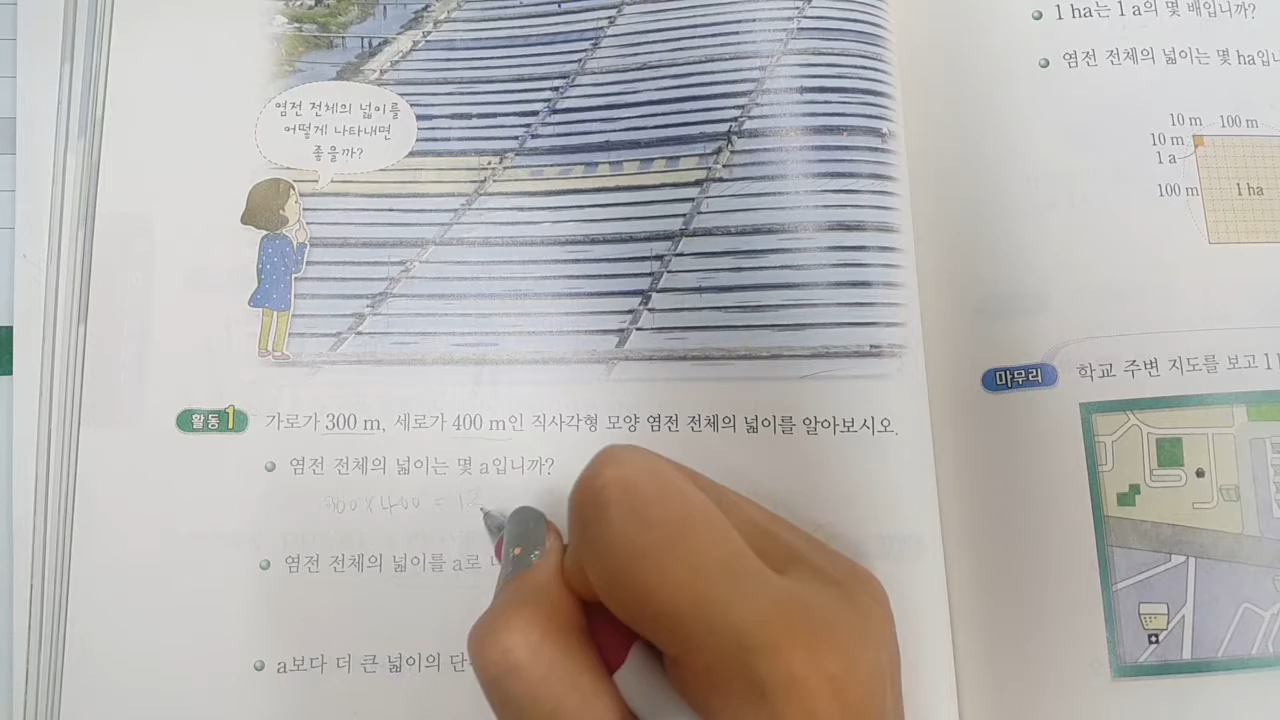 염전 전체의 넓이를
어떻게 나타내면
좋을까?
활동 1 가로가 300 m, 세로가 400 m인 직사각형 모양 염전 전체의 넓이를 알아보시오.
염전 전체의 넓이는 몇 a입니까?
300×400 = 12
염전 전체의 넓이를 a로
a보다 더 큰 넓이의
1 ha는 1 a의 몇 배입니까?
염전 전체의 넓이는 몇 ha입니
10 m 100 m
10 m
1 a
100 m 1 ha
마무리 학교 주변 지도를 보고 1